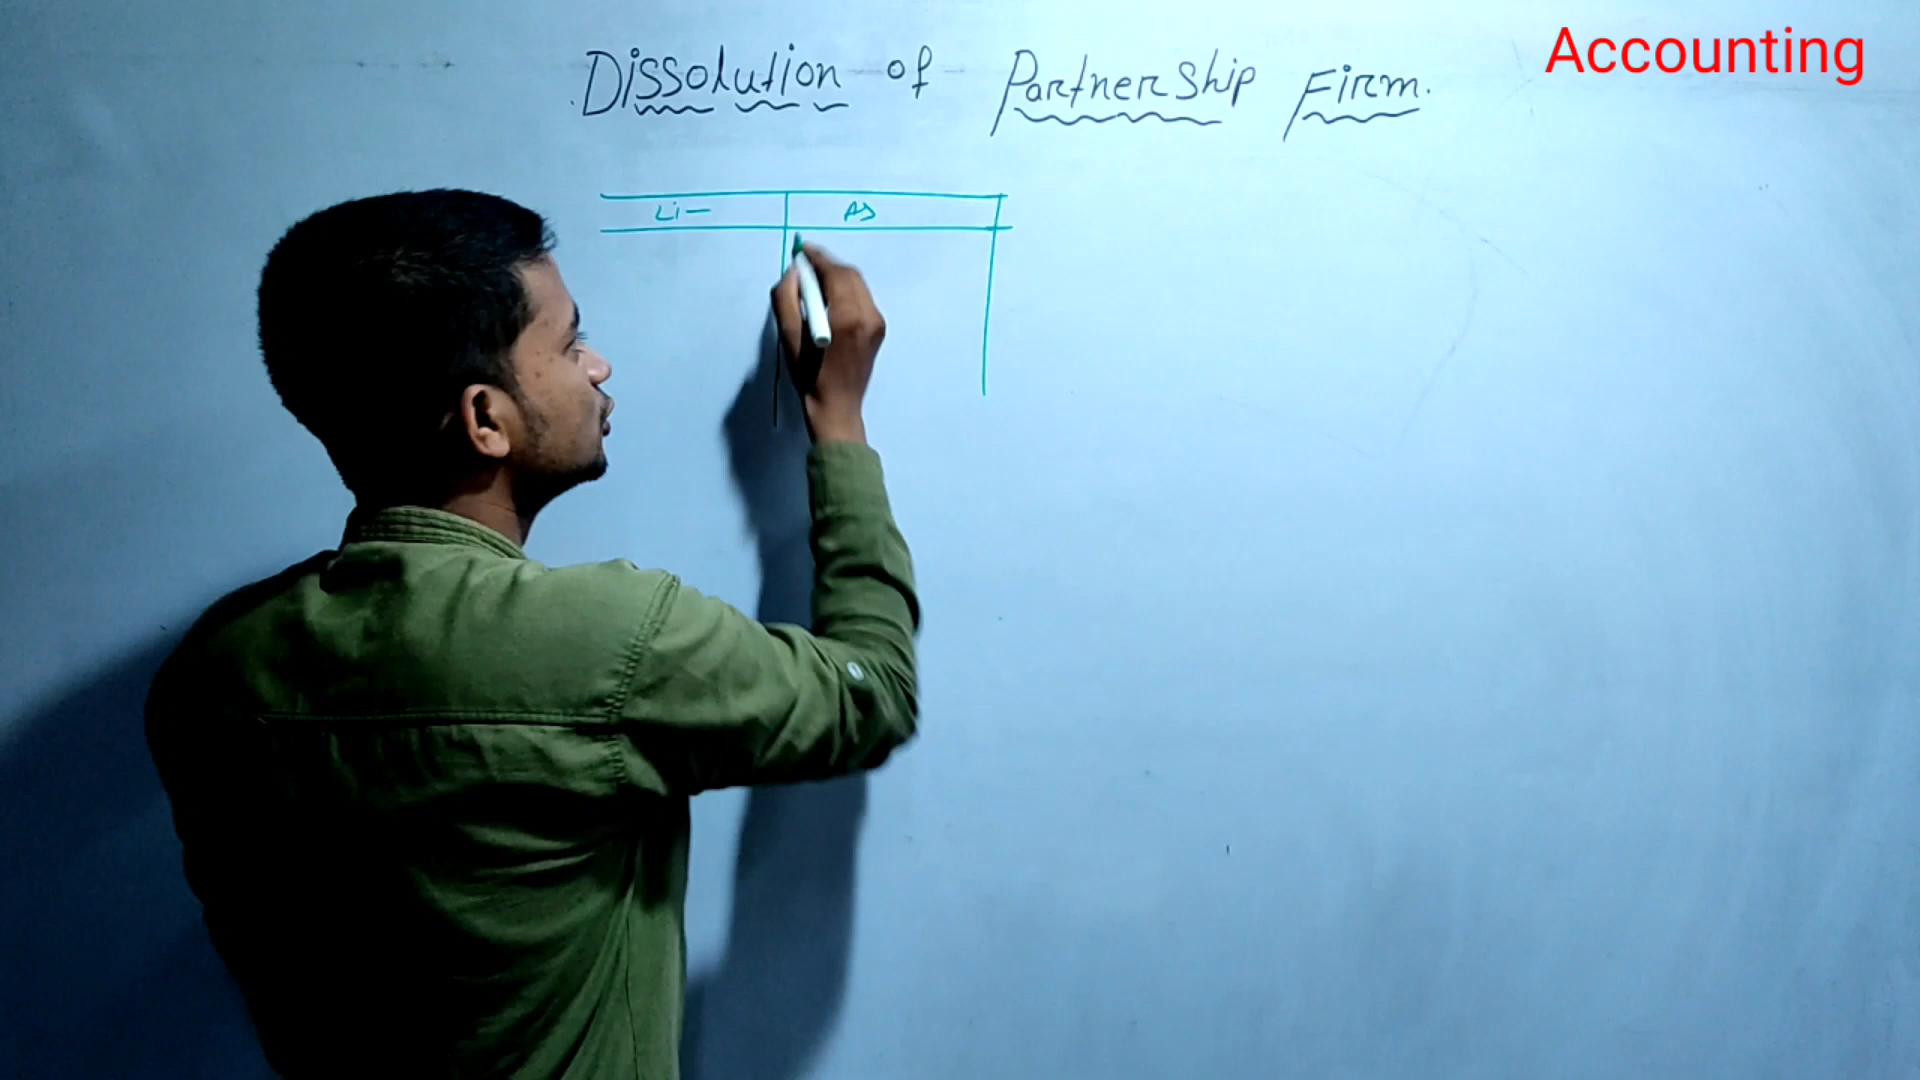 Accounting
Dissolution of Partnership Firm.
Li- As